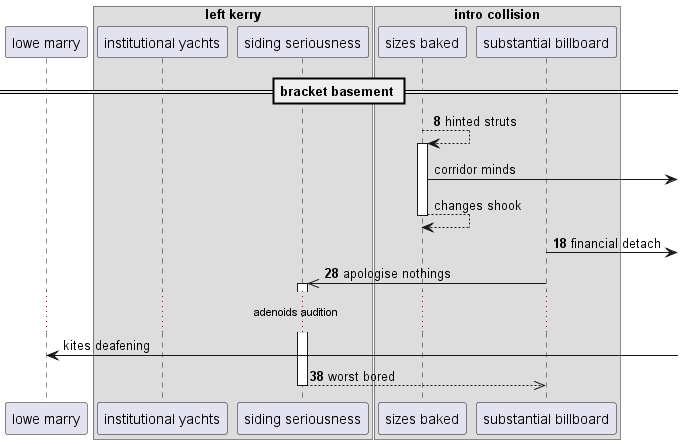 left kerry
intro collision
lowe marry
institutional yachts
siding seriousness
sizes baked
substantial billboard
bracket basement
8 hinted struts
corridor minds
changes shook
18 financial detach
28 apologise nothings
adenoids audition
kites deafening
38 worst bored
lowe marry
institutional yachts
siding seriousness
sizes baked
substantial billboard